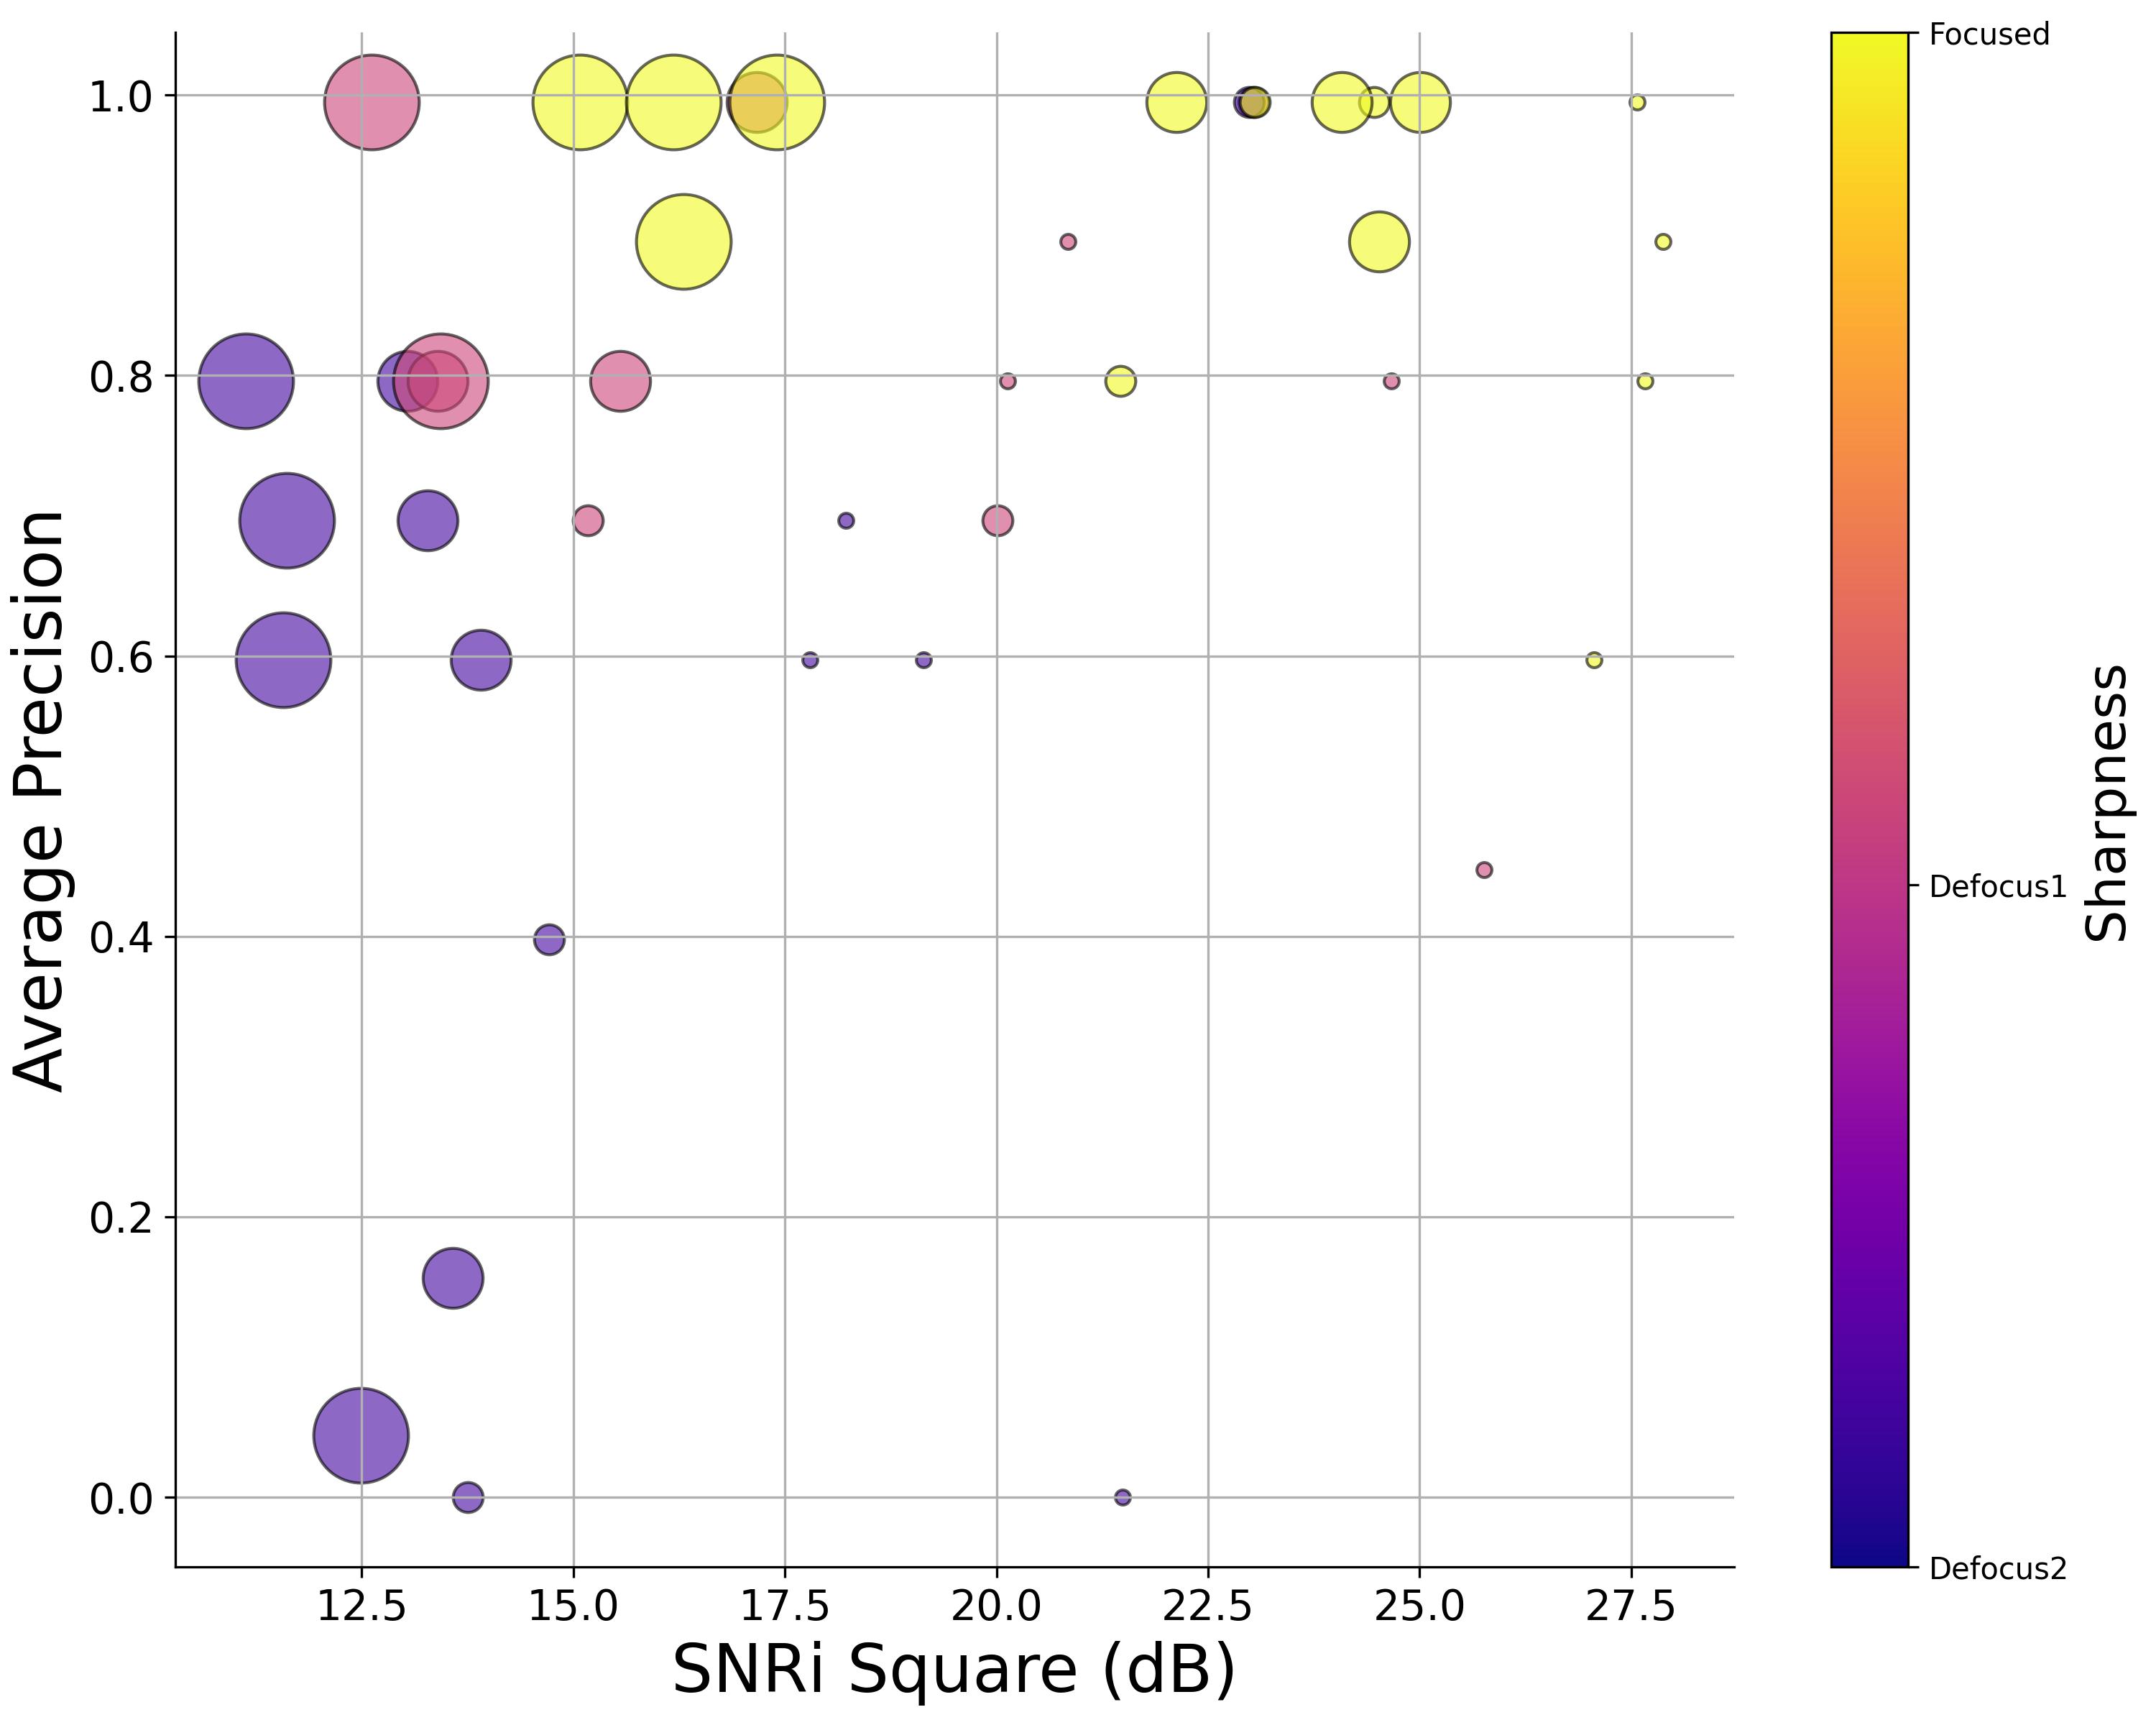 Average Precision
1.0
0.8
0.6
0.4
0.2
0.0
12.5 15.0 17.5 20.0 22.5 25.0 27.5
SNRi Square (dB)
Focused
Defocus1
Defocus2
Sharpness